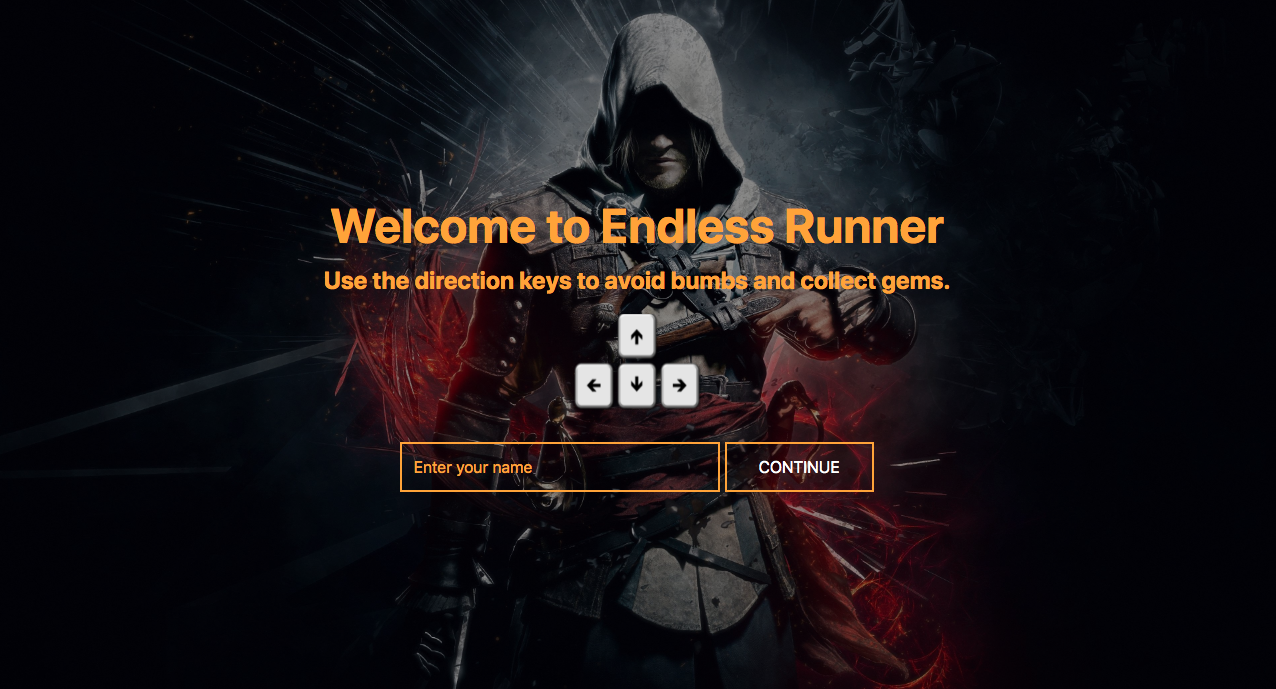 Welcome to Endless Runner
Use the direction keys to avoid bumbs and collect gems.
Enter your name
CONTINUE